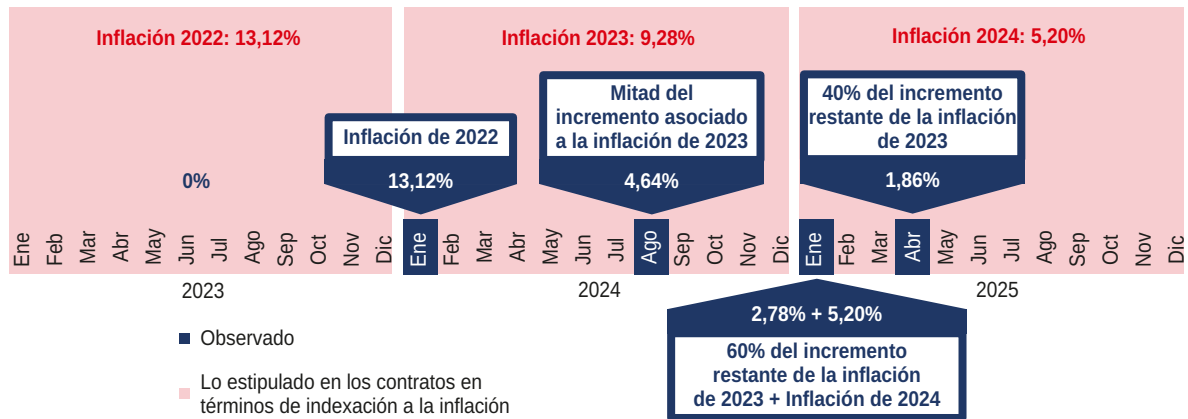 Inflación 2022: 13,12%
Inflación 2023: 9,28%
Inflación 2024: 5,20%
Inflación de 2022
13,12%
Mitad del
incremento asociado
a la inflación de 2023
4,64%
40% del incremento
restante de la inflación
de 2023
1,86%
0%
Ene Feb Mar Abr May Jun Jul Ago Sep Oct Nov Dic
Ene Feb Mar Abr May Jun Jul Ago Sep Oct Nov Dic
Ene Feb Mar Abr May Jun Jul Ago Sep Oct Nov Dic
2023
2024
2025
2,78% + 5,20%
60% del incremento
restante de la inflación
de 2023 + Inflación de 2024
Observado
Lo estipulado en los contratos en
términos de indexación a la inflación